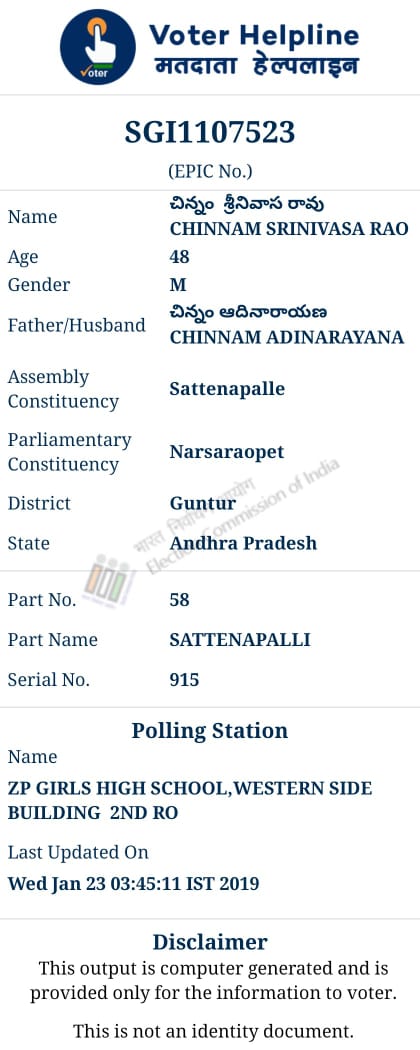 Voter
Voter Helpline
मतदाता हेल्पलाइन
SGI1107523
(EPIC No.)
Name
చిన్నం శ్రీనివాస రావు
CHINNAM SRINIVASA RAO
Age
48
Gender
M
Father/Husband
చిన్నం ఆదినారాయణ
CHINNAM ADINARAYANA
Assembly
Constituency
Sattenapalle
Parliamentary
Constituency
Narsaraopet
District
Guntur
State
Andhra Pradesh
भारत निर्वाचन आयोग
Election Commission of India
Part No.
58
Part Name
SATTENAPALLI
Serial No.
915
Polling Station
Name
ZP GIRLS HIGH SCHOOL,WESTERN SIDE
BUILDING 2ND RO
Last Updated On
Wed Jan 23 03:45:11 IST 2019
Disclaimer
This output is computer generated and is
provided only for the information to voter.
This is not an identity document.